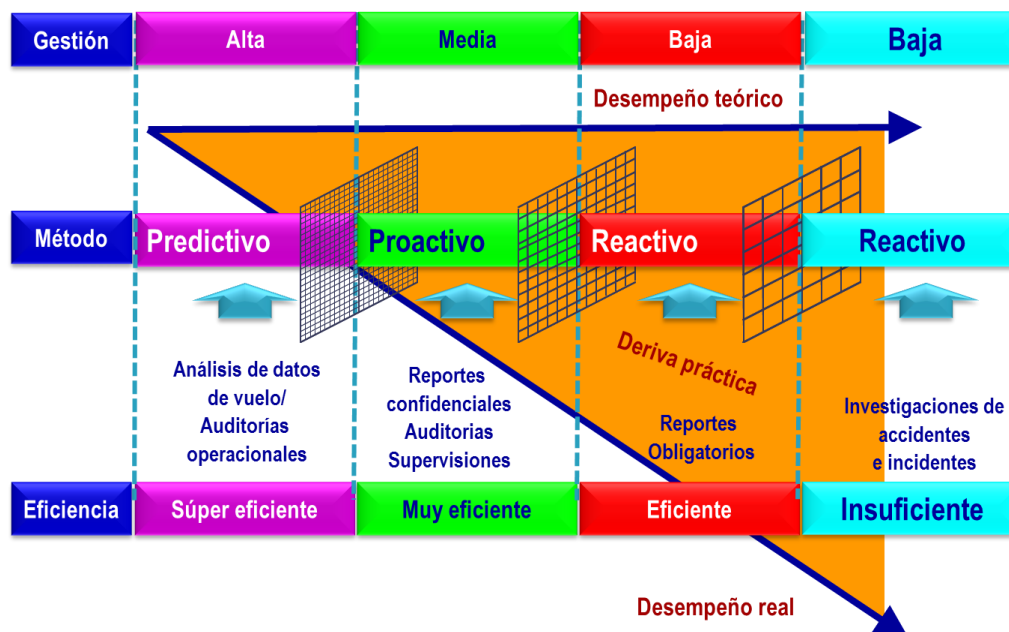 Gestión
Alta
Media
Baja
Baja
Desempeño teórico
Método
Predictivo
Proactivo
Reactivo
Reactivo
Deriva práctica
Análisis de datos
de vuelo/
Auditorías
operacionales
Reportes
confidenciales
Auditorias
Supervisiones
Reportes
Obligatorios
Investigaciones de
accidentes
e incidentes
Eficiencia
Súper eficiente
Muy eficiente
Eficiente
Insuficiente
Desempeño real